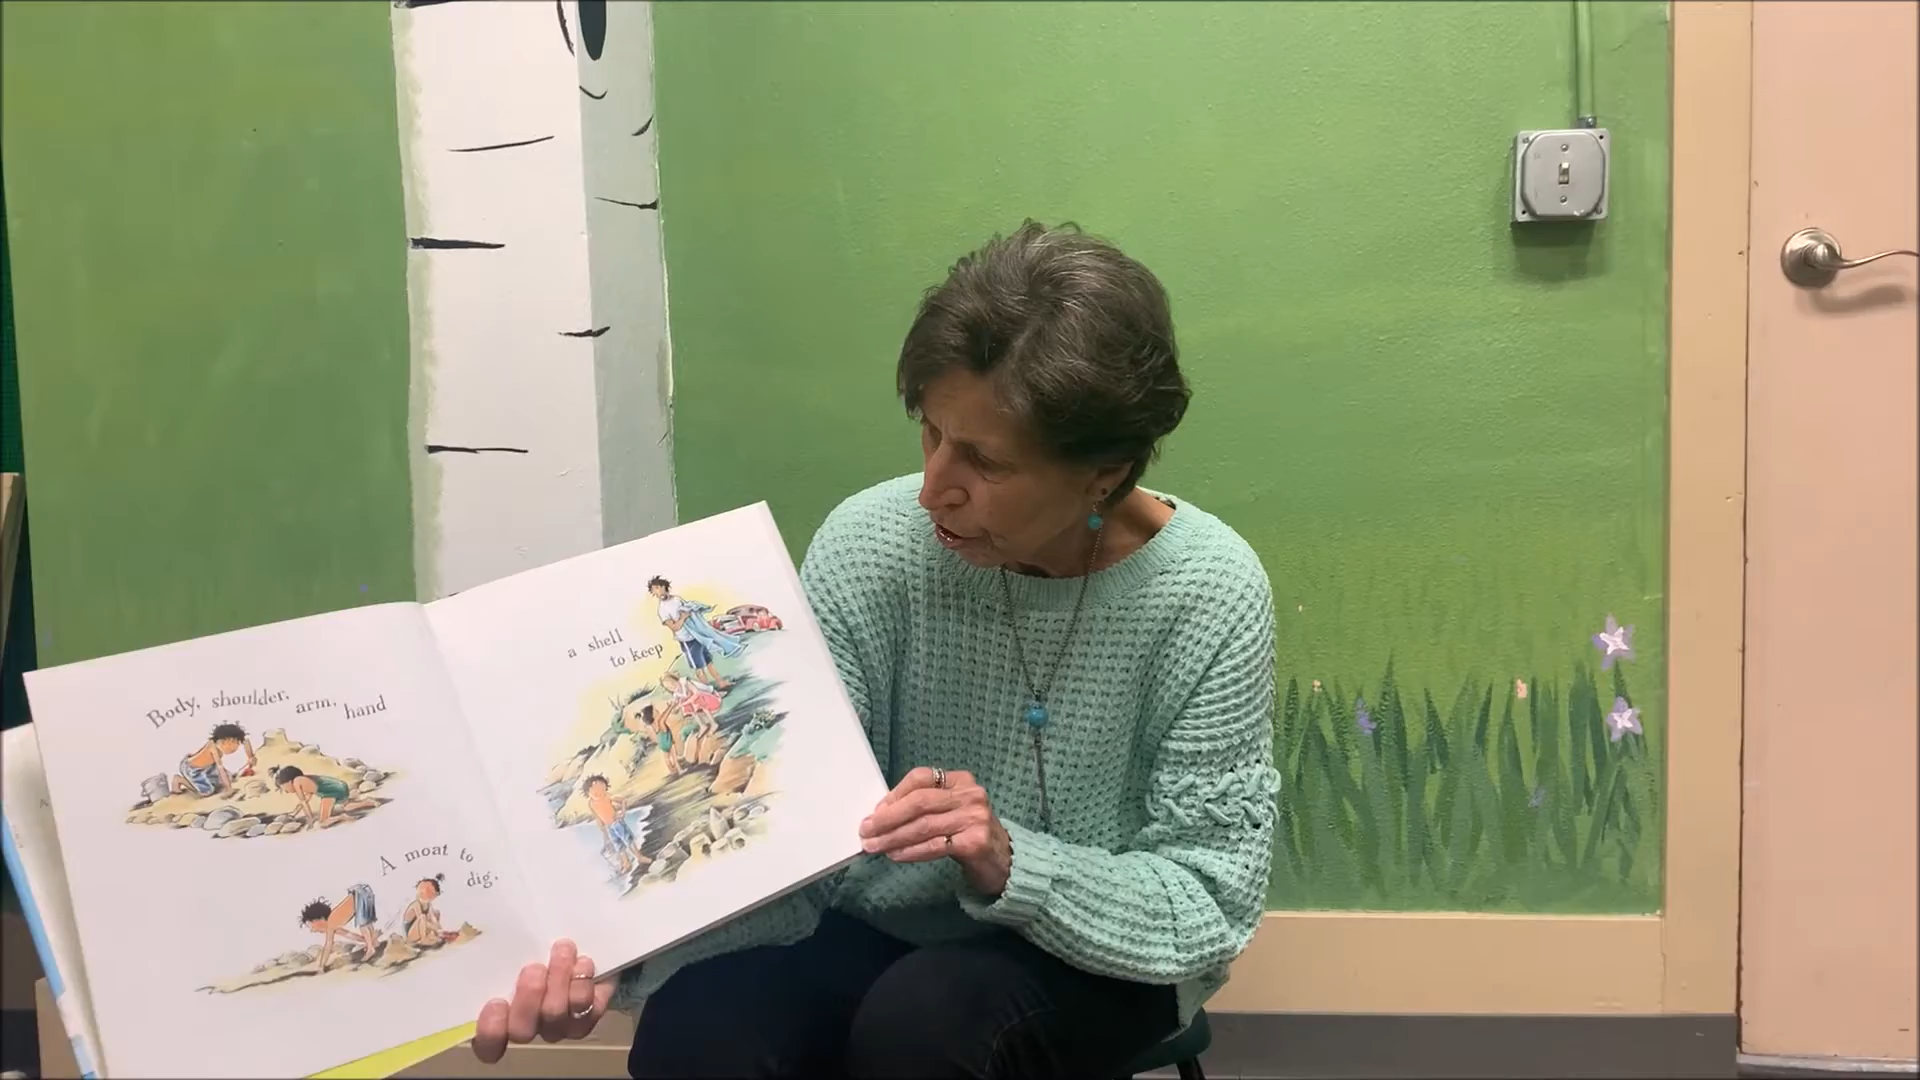 Body, shoulder,
arm, hand
A moat to
dig,
a shell
to keep